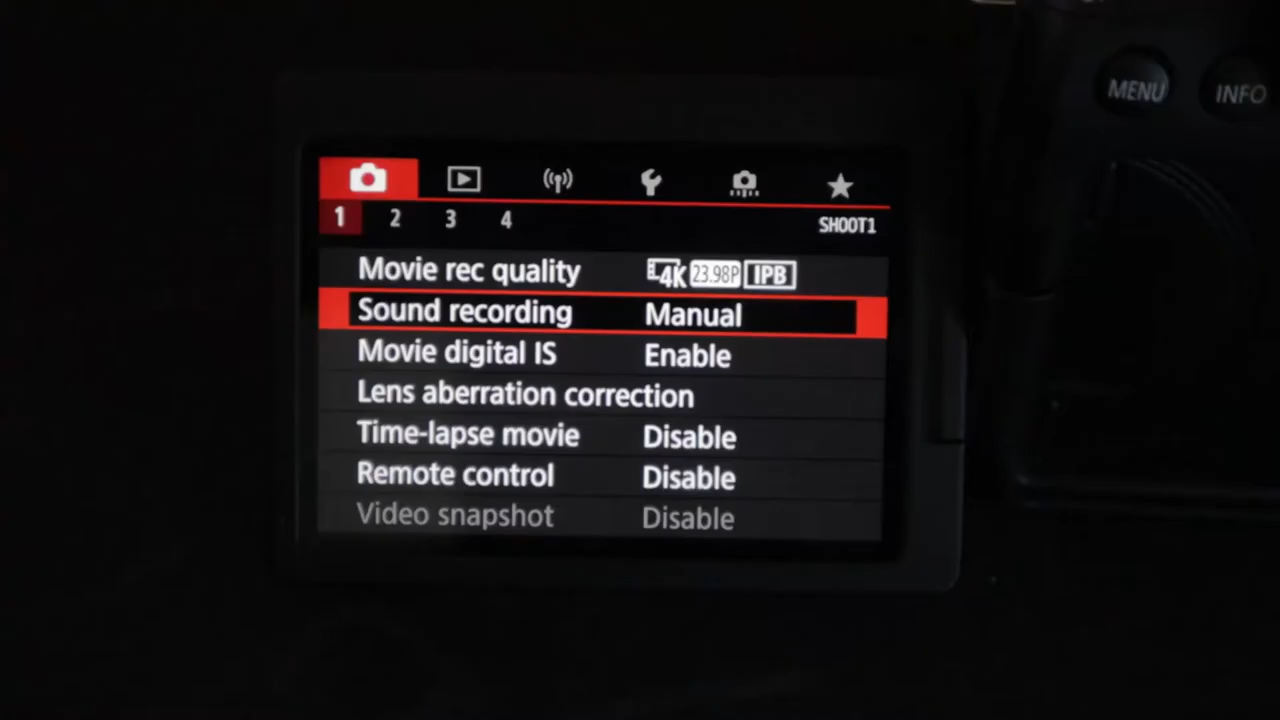 MENU INFO
1 2 3 4 SHOOT1
Movie rec quality 4K 23.98P IPB
Sound recording Manual
Movie digital IS Enable
Lens aberration correction
Time-lapse movie Disable
Remote control Disable
Video snapshot Disable